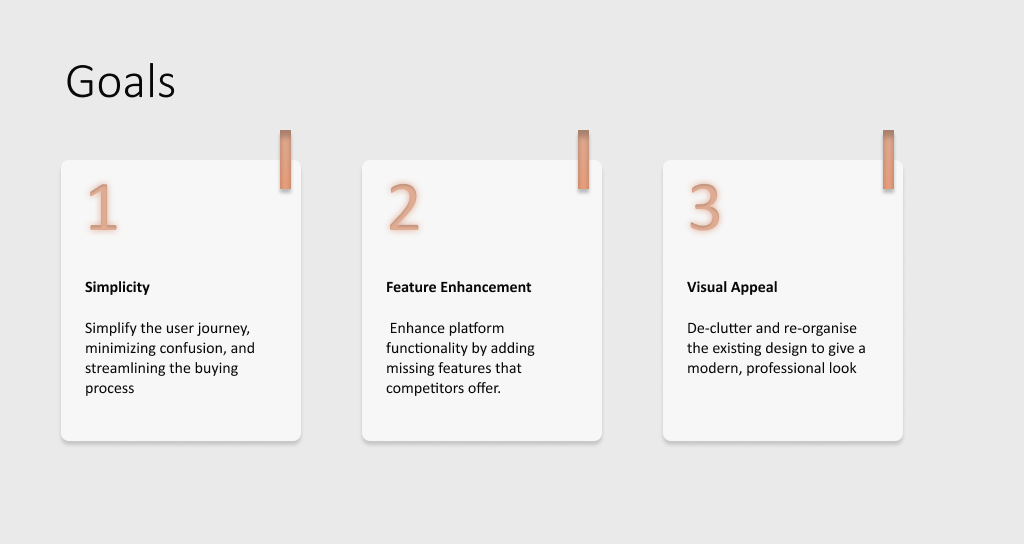 Goals
1
Simplicity
Simplify the user journey,
minimizing confusion, and
streamlining the buying
process
2
Feature Enhancement
Enhance platform
functionality by adding
missing features that
competitors offer.
3
Visual Appeal
De-clutter and re-organise
the existing design to give a
modern, professional look